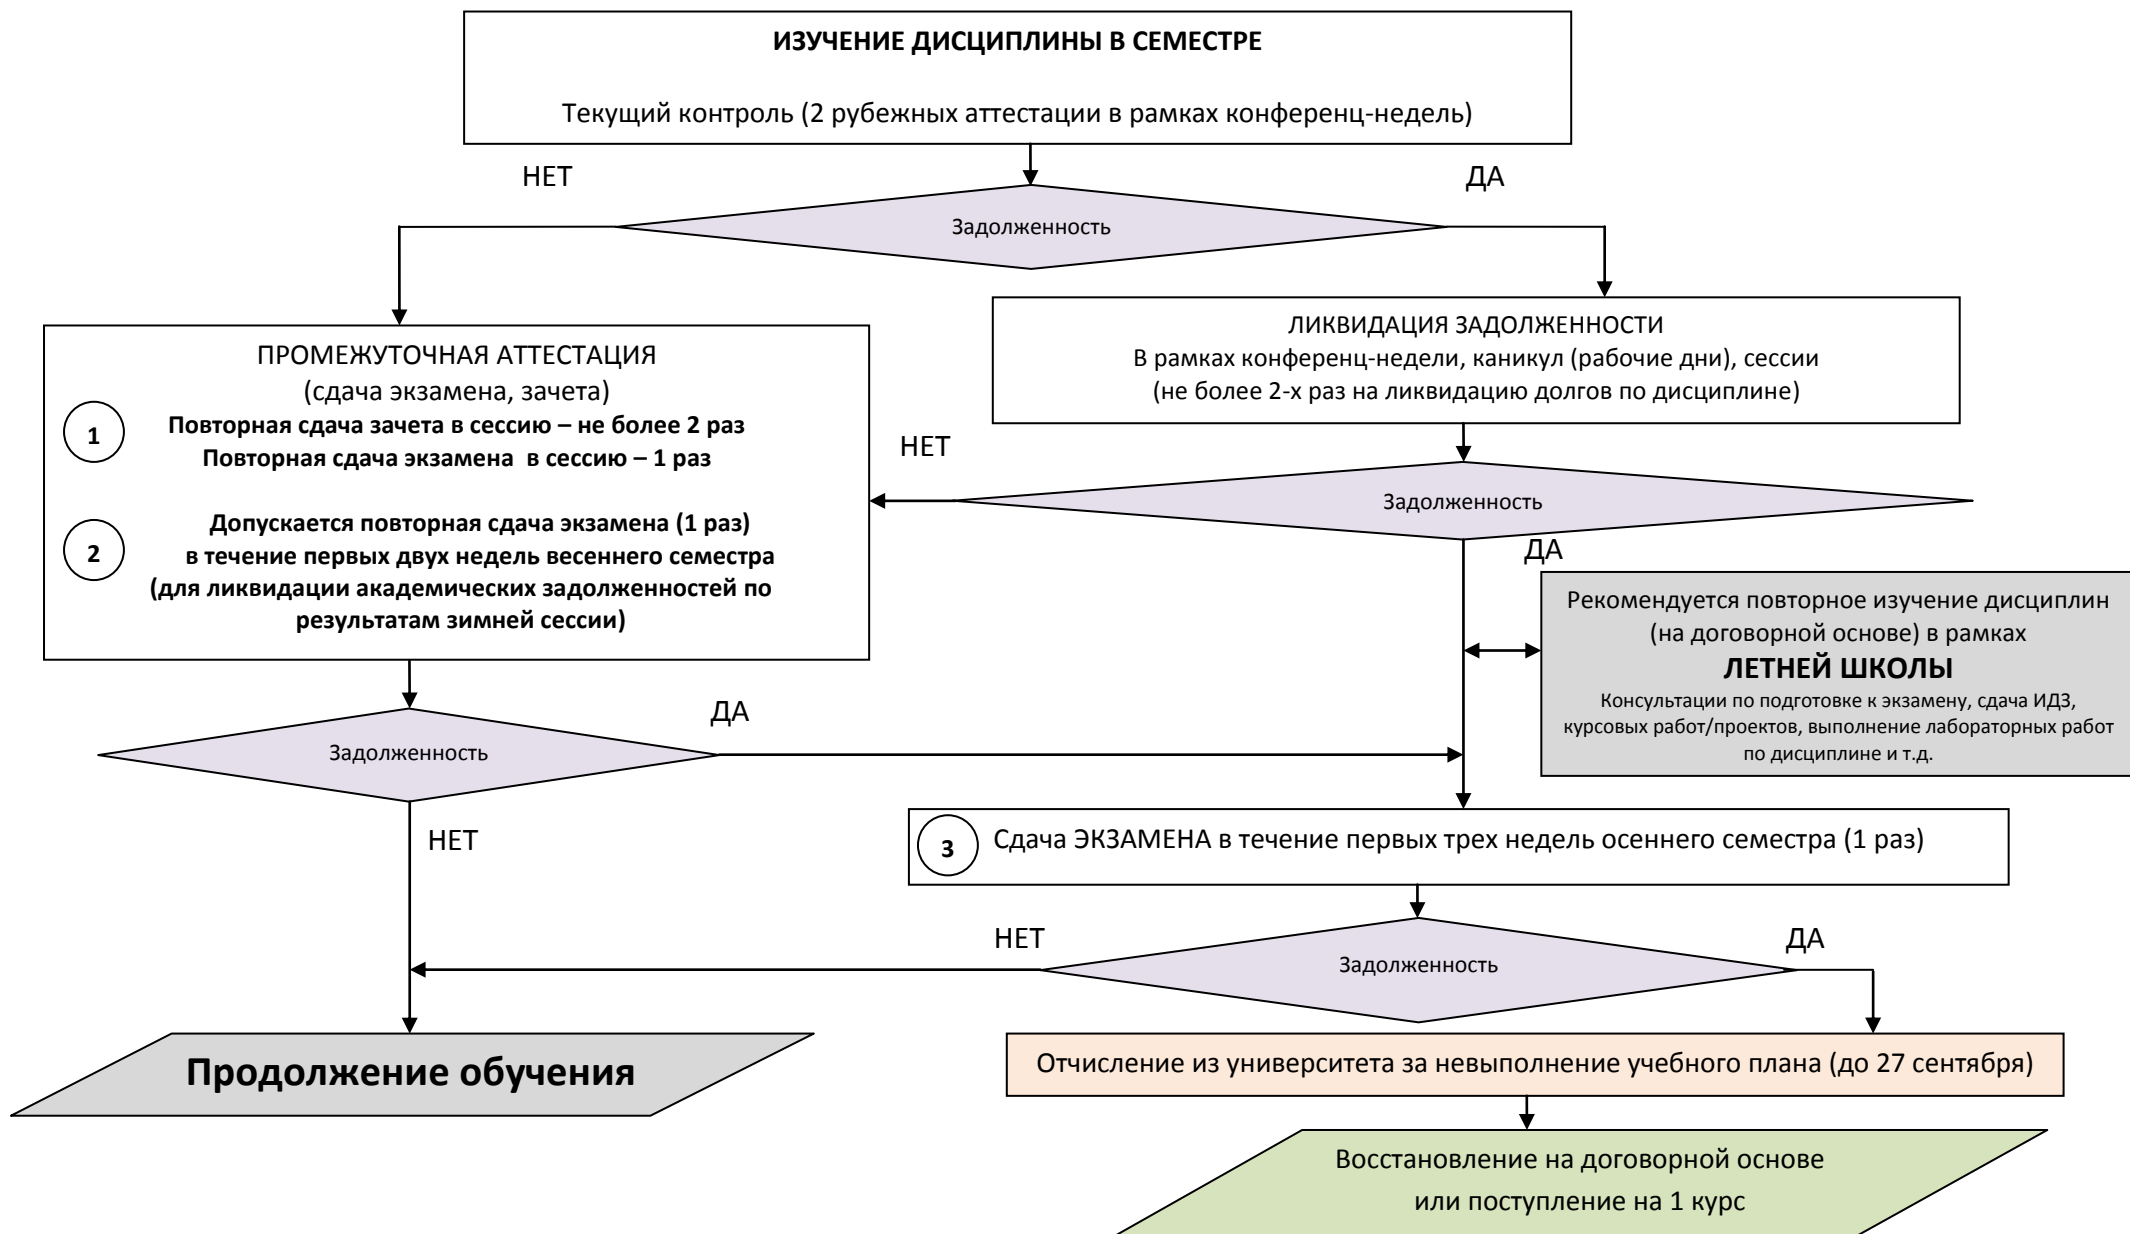 ИЗУЧЕНИЕ ДИСЦИПЛИНЫ В СЕМЕСТРЕ
Текущий контроль (2 рубежных аттестации в рамках конференц-недель)
НЕТ
ДА
Задолженность
ЛИКВИДАЦИЯ ЗАДОЛЖЕННОСТИ
В рамках конференц-недели, каникул (рабочие дни), сессии
(не более 2-х раз на ликвидацию долгов по дисциплине)
ПРОМЕЖУТОЧНАЯ АТТЕСТАЦИЯ
(сдача экзамена, зачета)
1
Повторная сдача зачета в сессию – не более 2 раз
Повторная сдача экзамена в сессию – 1 раз
2
Допускается повторная сдача экзамена (1 раз)
в течение первых двух недель весеннего семестра
(для ликвидации академических задолженностей по
результатам зимней сессии)
НЕТ
Задолженность
ДА
Рекомендуется повторное изучение дисциплин
(на договорной основе) в рамках
ЛЕТНЕЙ ШКОЛЫ
Консультации по подготовке к экзамену, сдача ИДЗ,
курсовых работ/проектов, выполнение лабораторных работ
по дисциплине и т.д.
ДА
Задолженность
НЕТ
3
Сдача ЭКЗАМЕНА в течение первых трех недель осеннего семестра (1 раз)
НЕТ
ДА
Задолженность
Продолжение обучения
Отчисление из университета за невыполнение учебного плана (до 27 сентября)
Восстановление на договорной основе
или поступление на 1 курс